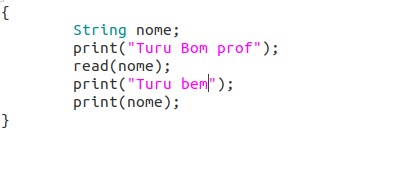 {
String nome;
print("Turu Bom prof");
read(nome);
print("Turu bem");
print(nome);
}